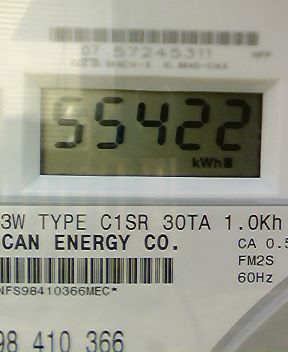 07 57245311
55422
kWh
3W TYPE C1SR 30TA 1.0Kh
CAN ENERGY CO.
CA 0.5
FM2S
60Hz
NFS98410366MEC*
98 410 366